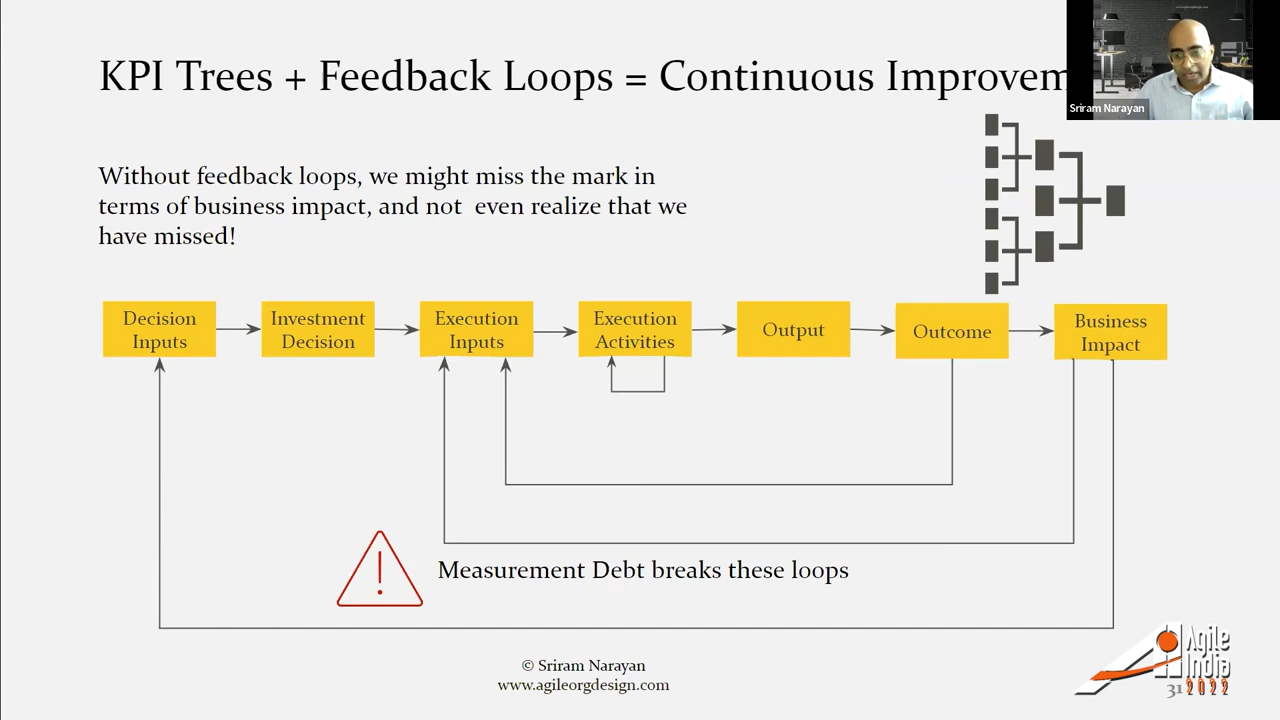 KPI Trees + Feedback Loops = Continuous Improvem
Sriram Narayan
Without feedback loops, we might miss the mark in
terms of business impact, and not even realize that we
have missed!
Decision
Inputs
Investment
Decision
Execution
Inputs
Execution
Activities
Output
Outcome
Business
Impact
Measurement Debt breaks these loops
© Sriram Narayan
www.agileorgdesign.com
Agile
India
2022
31